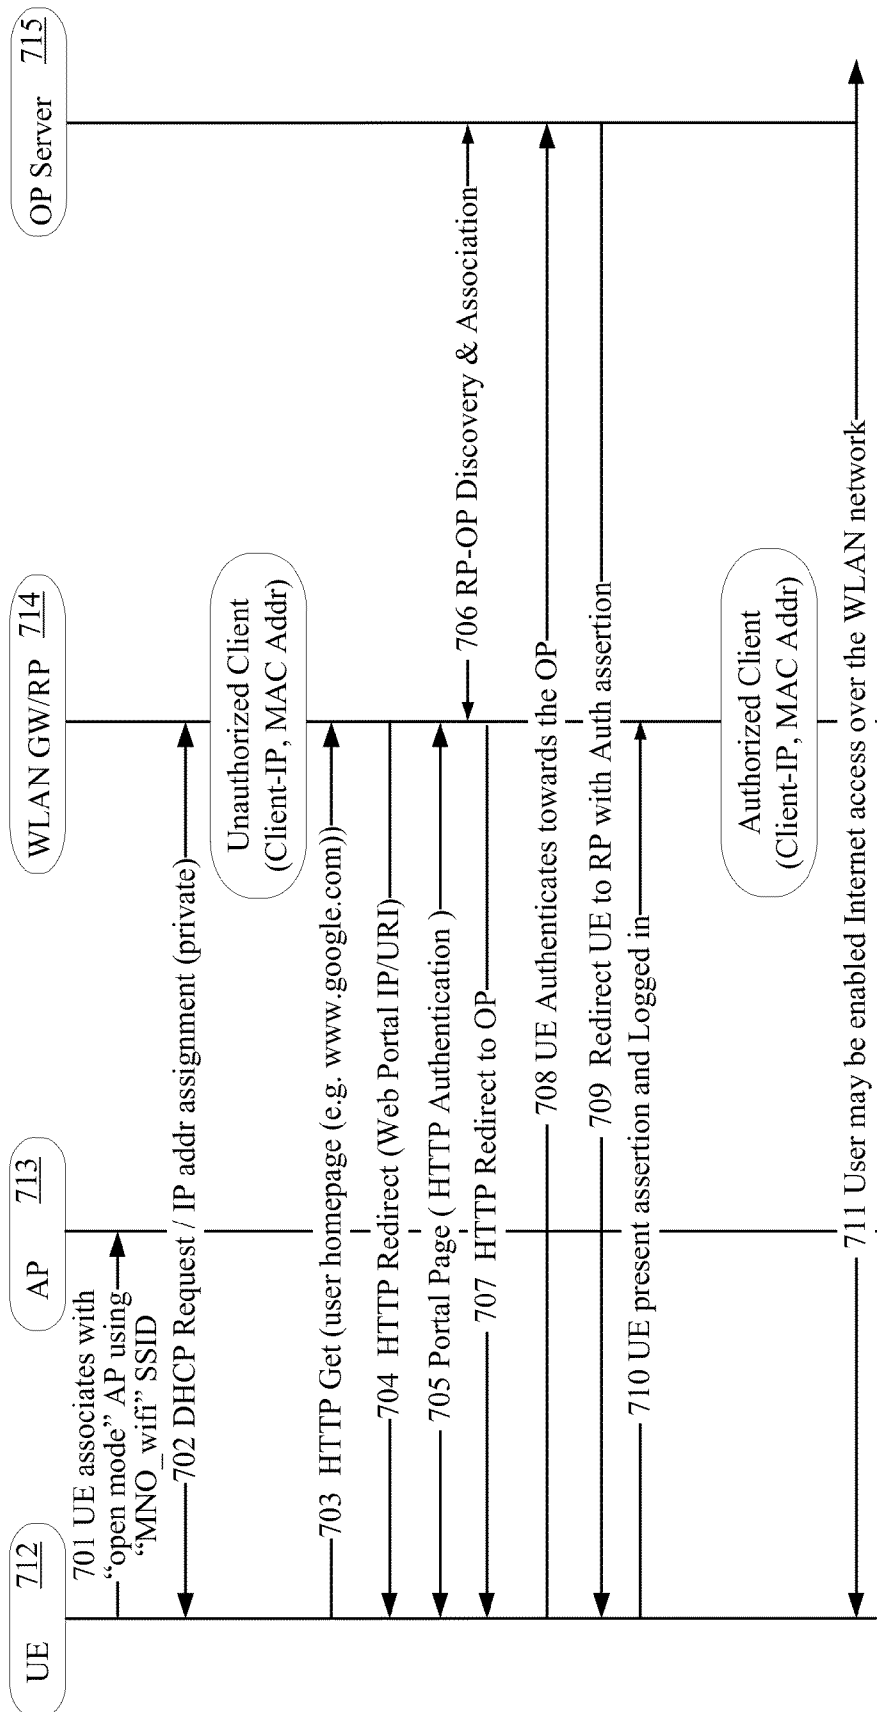 UE 712
AP 713
WLAN GW/RP 714
OP Server 715
701 UE associates with
“open mode” AP using
“MNO_wifi” SSID
702 DHCP Request / IP addr assignment (private)
Unauthorized Client
(Client-IP, MAC Addr)
703 HTTP Get (user homepage (e.g. www.google.com))
704 HTTP Redirect (Web Portal IP/URI)
705 Portal Page ( HTTP Authentication )
706 RP-OP Discovery & Association
707 HTTP Redirect to OP
708 UE Authenticates towards the OP
709 Redirect UE to RP with Auth assertion
710 UE present assertion and Logged in
Authorized Client
(Client-IP, MAC Addr)
711 User may be enabled Internet access over the WLAN network